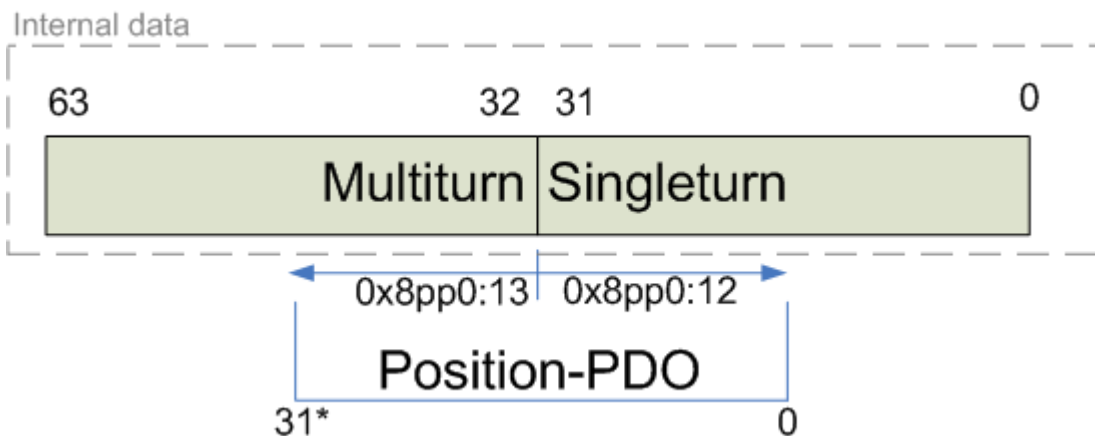 Internal data
63 32 31 0
Multiturn Singleturn
0x8pp0:13 0x8pp0:12
Position-PDO
31* 0